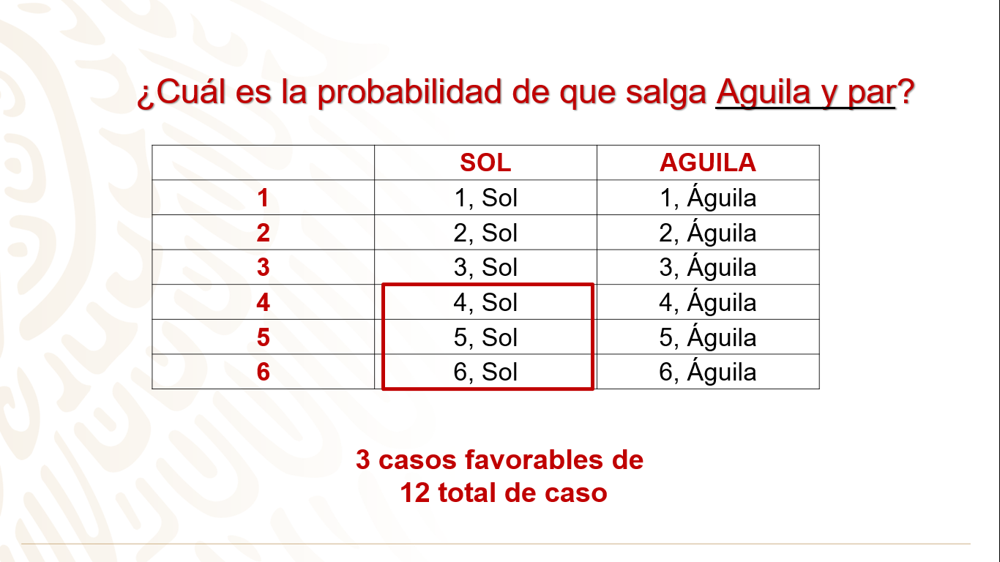 ¿Cuál es la probabilidad de que salga Aguila y par?
SOL AGUILA
1 1, Sol 1, Águila
2 2, Sol 2, Águila
3 3, Sol 3, Águila
4 4, Sol 4, Águila
5 5, Sol 5, Águila
6 6, Sol 6, Águila
3 casos favorables de
12 total de caso